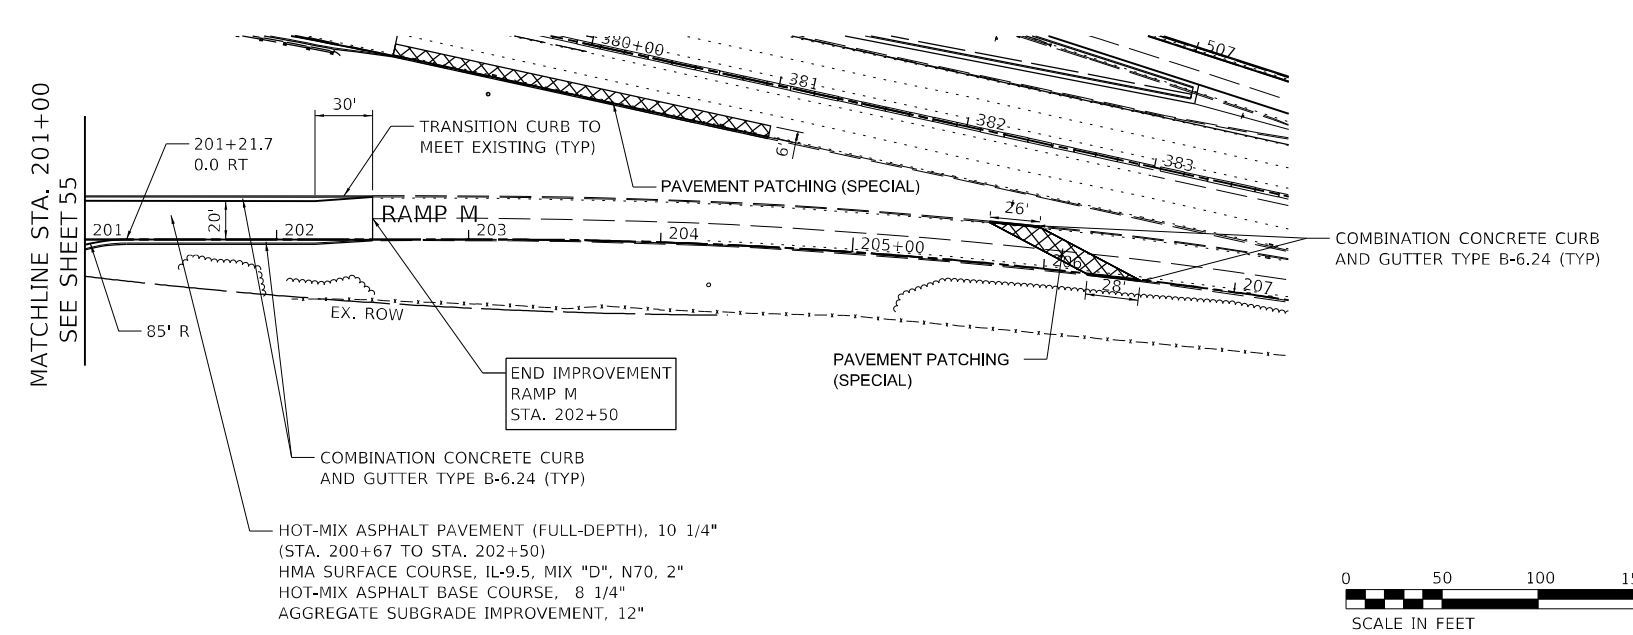 MATCHLINE STA. 201+00
SEE SHEET 55
380+00
381
382
383
507
30'
TRANSITION CURB TO
MEET EXISTING (TYP)
201+21.7
0.0 RT
6'
PAVEMENT PATCHING (SPECIAL)
20'
RAMP M
201
202
203
204
205+00
206
207
26'
28'
COMBINATION CONCRETE CURB
AND GUTTER TYPE B-6.24 (TYP)
85' R
EX. ROW
PAVEMENT PATCHING
(SPECIAL)
END IMPROVEMENT
RAMP M
STA. 202+50
COMBINATION CONCRETE CURB
AND GUTTER TYPE B-6.24 (TYP)
HOT-MIX ASPHALT PAVEMENT (FULL-DEPTH), 10 1/4"
(STA. 200+67 TO STA. 202+50)
HMA SURFACE COURSE, IL-9.5, MIX "D", N70, 2"
HOT-MIX ASPHALT BASE COURSE, 8 1/4"
AGGREGATE SUBGRADE IMPROVEMENT, 12"
0 50 100
SCALE IN FEET